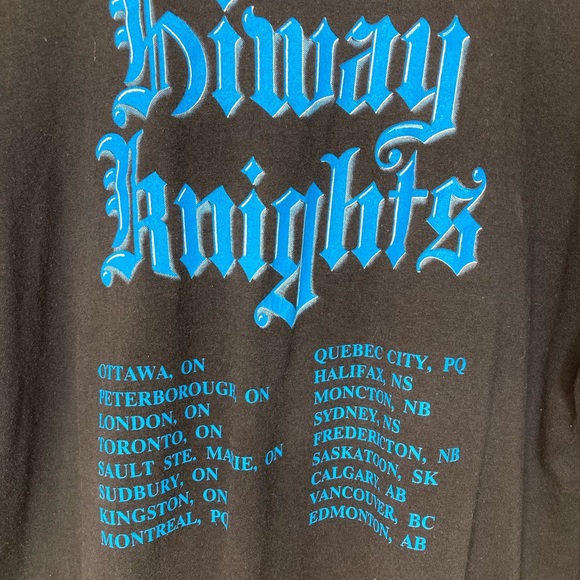 hiway
knights
OTTAWA, ON
PETERBOROUGH, ON
LONDON, ON
TORONTO, ON
SAULT STE. MARIE, ON
SUDBURY, ON
KINGSTON, ON
MONTREAL, PQ
QUEBEC CITY, PQ
HALIFAX, NS
MONCTON, NB
SYDNEY, NS
FREDERICTON, NB
SASKATOON, SK
CALGARY, AB
VANCOUVER, BC
EDMONTON, AB